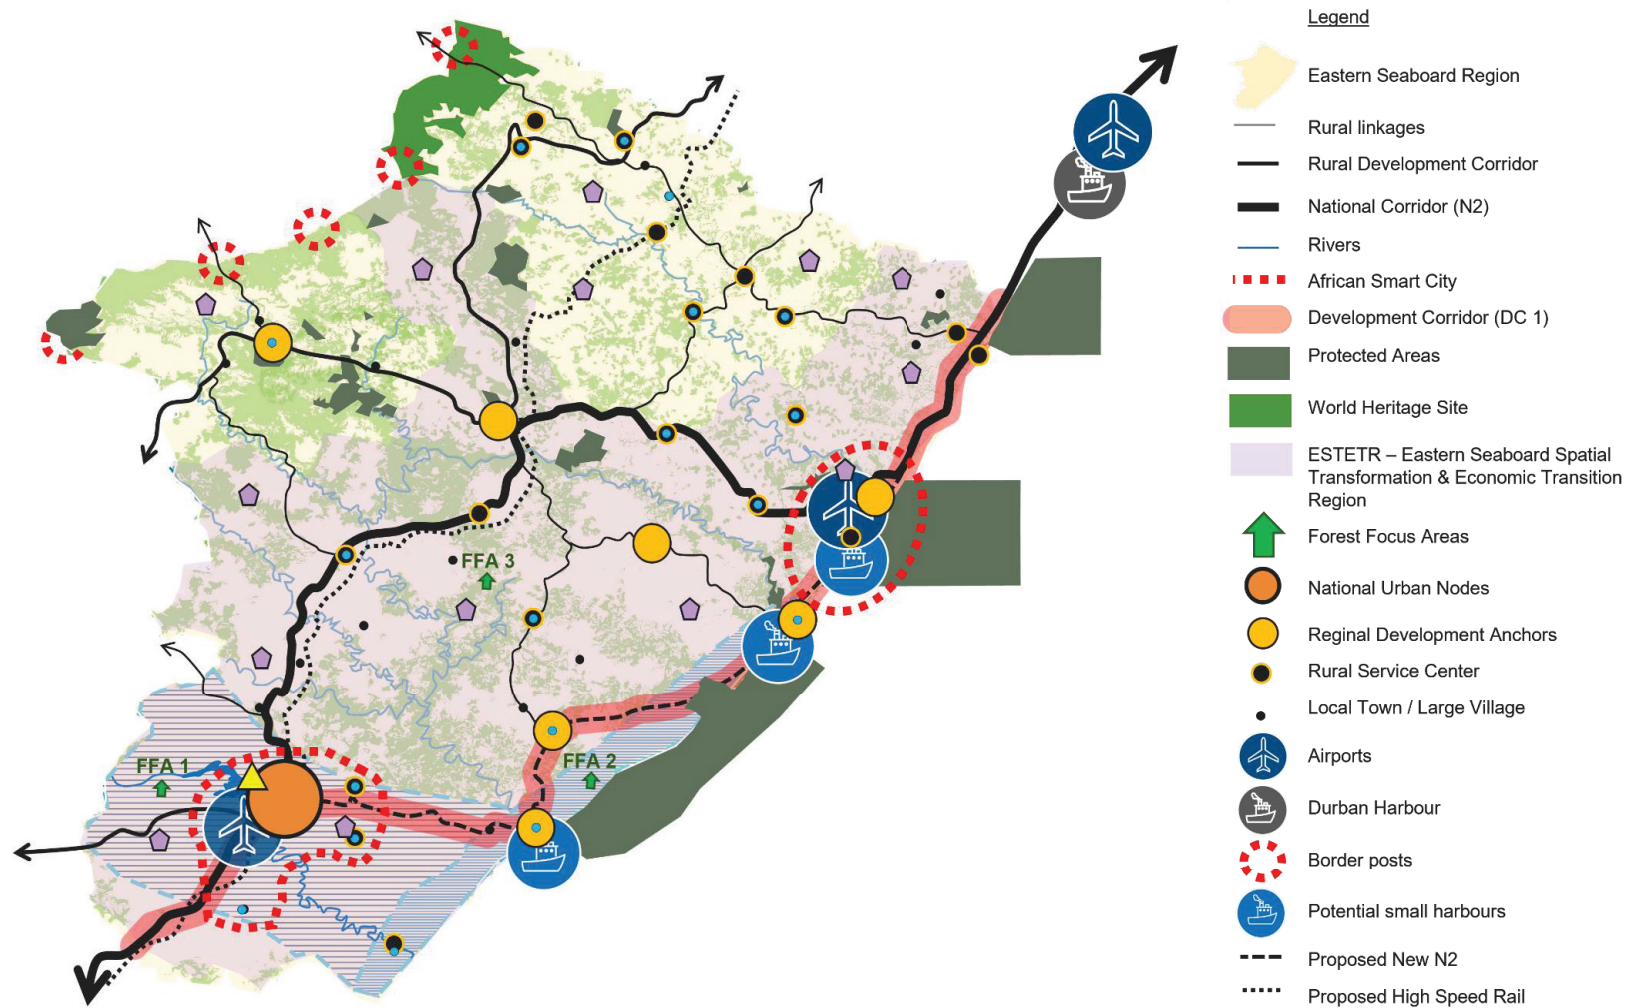 Legend
Eastern Seaboard Region
Rural linkages
Rural Development Corridor
National Corridor (N2)
Rivers
African Smart City
Development Corridor (DC 1)
Protected Areas
World Heritage Site
ESTETR – Eastern Seaboard Spatial
Transformation & Economic Transition
Region
Forest Focus Areas
National Urban Nodes
Reginal Development Anchors
Rural Service Center
Local Town / Large Village
Airports
Durban Harbour
Border posts
Potential small harbours
Proposed New N2
Proposed High Speed Rail
FFA 3
FFA 2
FFA 1